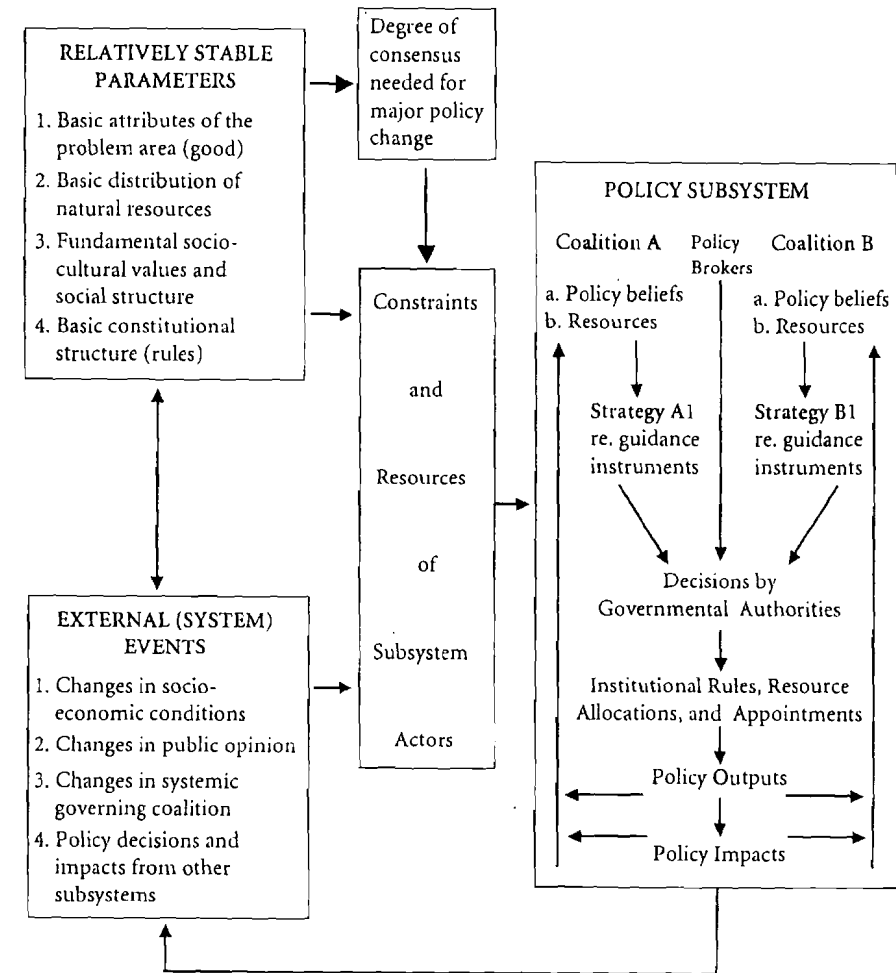 RELATIVELY STABLE
PARAMETERS
1. Basic attributes of the
problem area (good)
2. Basic distribution of
natural resources
3. Fundamental socio-
cultural values and
social structure
4. Basic constitutional
structure (rules)
Degree of
consensus
needed for
major policy
change
EXTERNAL (SYSTEM)
EVENTS
1. Changes in socio-
economic conditions
2. Changes in public opinion
3. Changes in systemic
governing coalition
4. Policy decisions and
impacts from other
subsystems
Constraints
and
Resources
of
Subsystem
Actors
POLICY SUBSYSTEM
Coalition A
a. Policy beliefs
b. Resources
Strategy A1
re. guidance
instruments
Policy
Brokers
Coalition B
a. Policy beliefs
b. Resources
Strategy B1
re. guidance
instruments
Decisions by
Governmental Authorities
Institutional Rules, Resource
Allocations, and Appointments
Policy Outputs
Policy Impacts